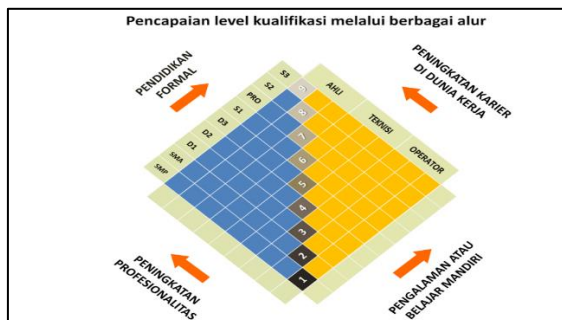 Pencapaian level kualifikasi melalui berbagai alur
PENDIDIKAN
FORMAL
PENINGKATAN KARIER
DI DUNIA KERJA
S3
S2
PRO
S1
D3
D2
D1
SMA
SMP
AHLI
TEKNISI
OPERATOR
9
8
7
6
5
4
3
2
1
PENINGKATAN
PROFESIONALITAS
PENGALAMAN ATAU
BELAJAR MANDIRI